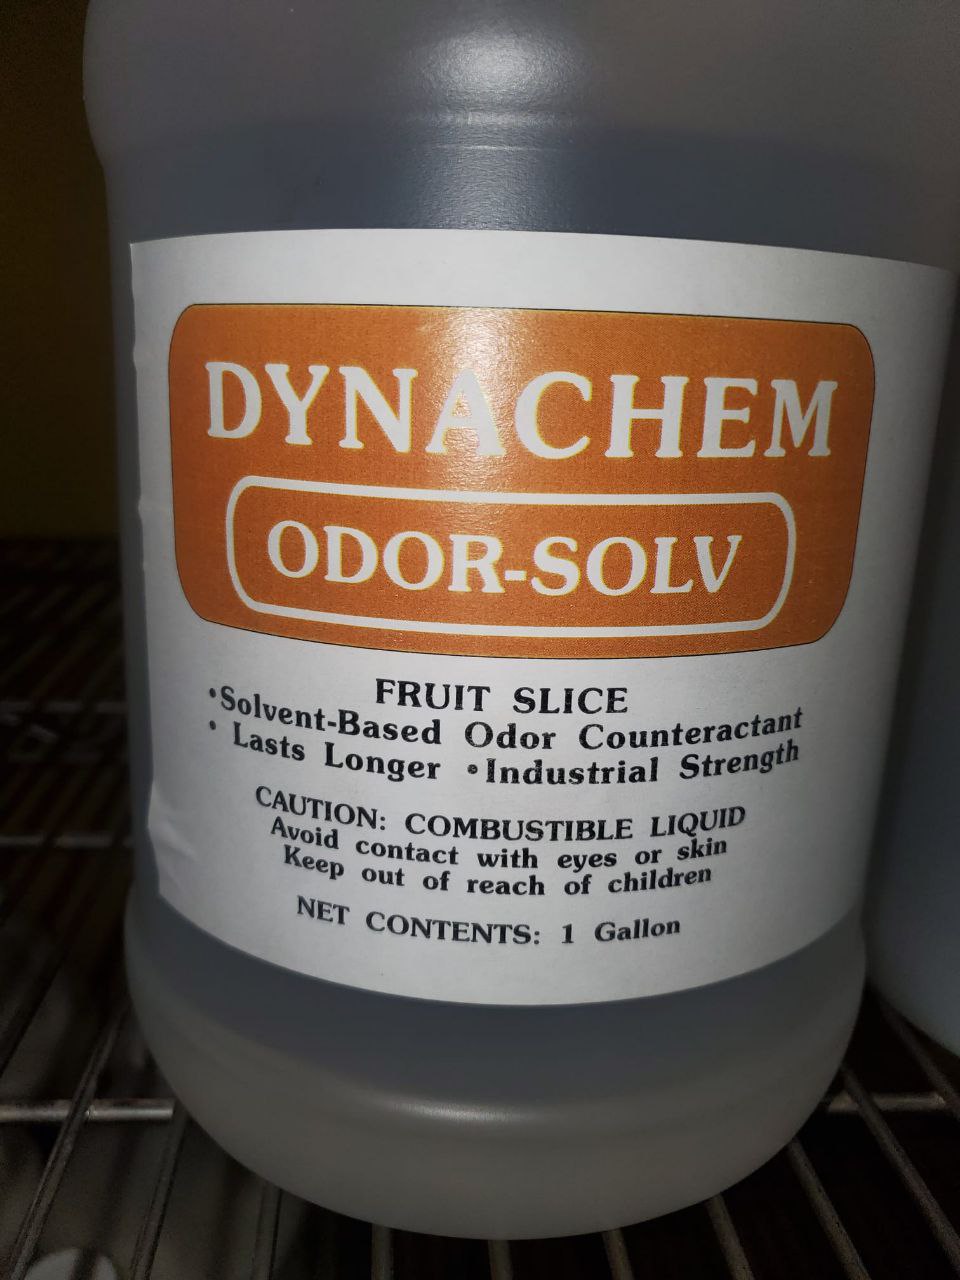 DYNACHEM
ODOR-SOLV
FRUIT SLICE
•Solvent-Based Odor Counteractant
• Lasts Longer •Industrial Strength
CAUTION: COMBUSTIBLE LIQUID
Avoid contact with eyes or skin
Keep out of reach of children
NET CONTENTS: 1 Gallon